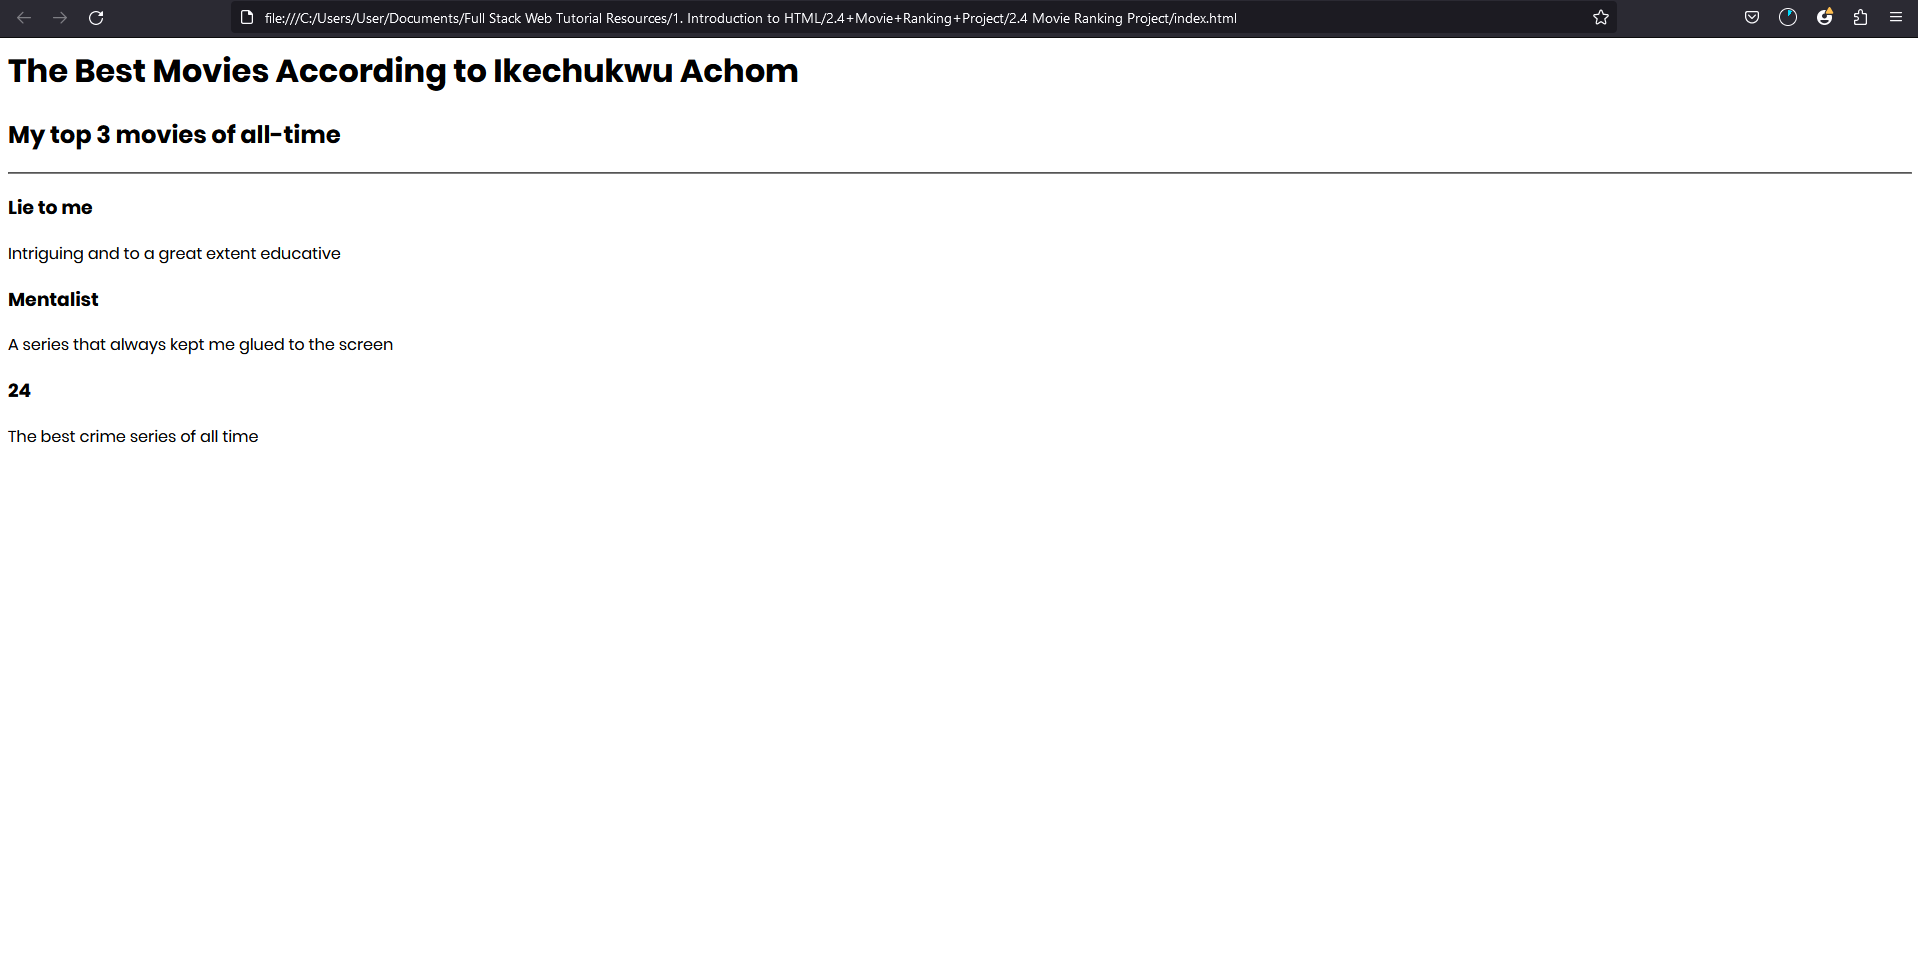 file:///C:/Users/User/Documents/Full Stack Web Tutorial Resources/1. Introduction to HTML/2.4+Movie+Ranking+Project/2.4 Movie Ranking Project/index.html
The Best Movies According to Ikechukwu Achom
My top 3 movies of all-time
Lie to me
Intriguing and to a great extent educative
Mentalist
A series that always kept me glued to the screen
24
The best crime series of all time